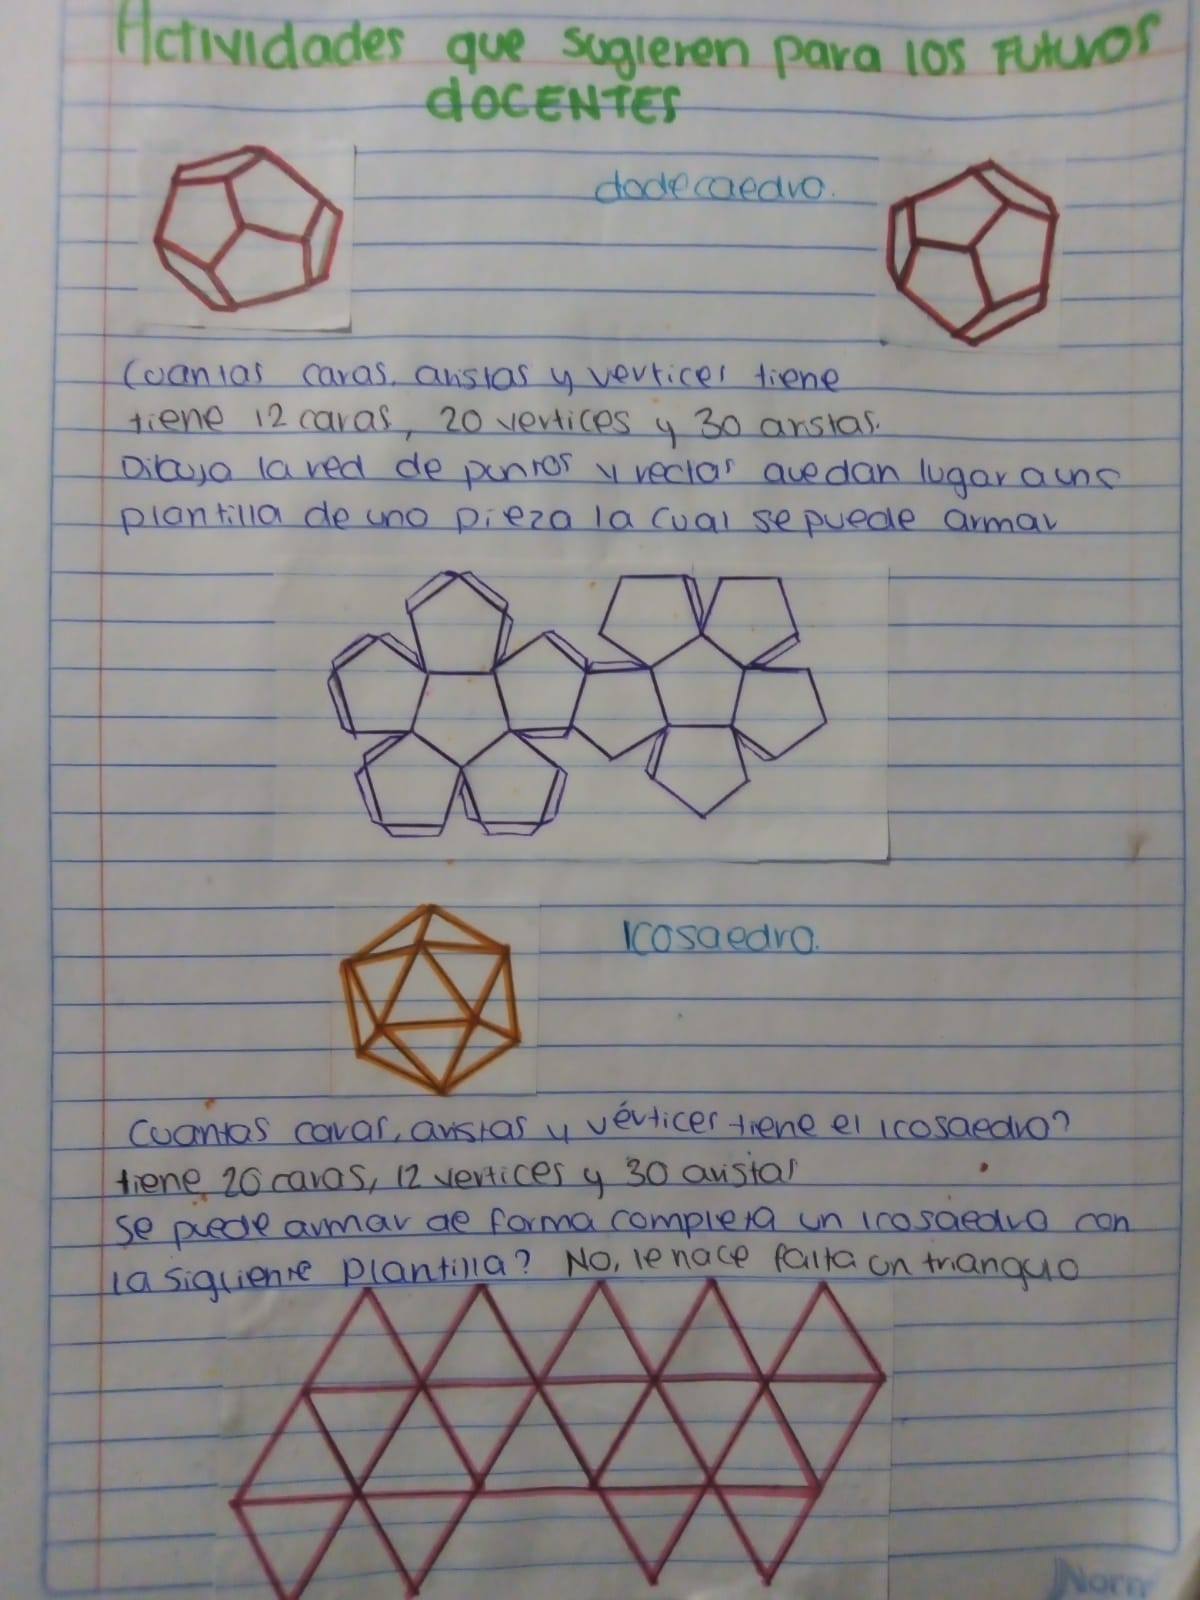 Actividades que sugieren para los Futuros
docentes
dodecaedro.
Cuantas caras, aristas y vertices tiene
tiene 12 caras, 20 vertices y 30 aristas.
Dibuja la red de puntos y rectas que dan lugar a una
plantilla de una pieza la cual se puede armar
Icosaedro.
Cuantas caras, aristas y vértices tiene el icosaedro?
tiene 20 caras, 12 vertices y 30 aristas
se puede armar de forma completa un icosaedro con
la siguiente plantilla? No, le hace falta un triangulo
Norm